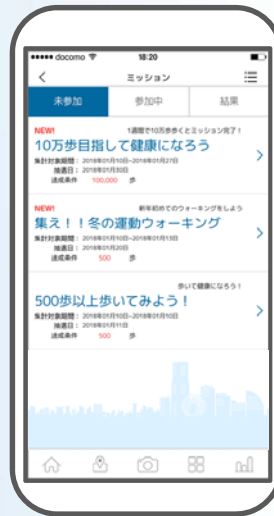 docomo 18:20
ミッション
未参加 参加中 結果
NEW! 1週間で10万歩歩くとミッション完了！
10万歩目指して健康になろう
集計対象期間： 2018年01月10日~2018年01月27日
抽選日： 2018年01月30日
達成条件 100,000 歩
NEW! 新年初めてのウォーキングをしよう
集え！！冬の運動ウォーキング
集計対象期間： 2018年01月10日~2018年01月13日
抽選日： 2018年01月20日
達成条件 500 歩
歩いて健康になろう！
500歩以上歩いてみよう！
集計対象期間： 2018年01月10日~2018年01月10日
抽選日： 2018年01月11日
達成条件 500 歩